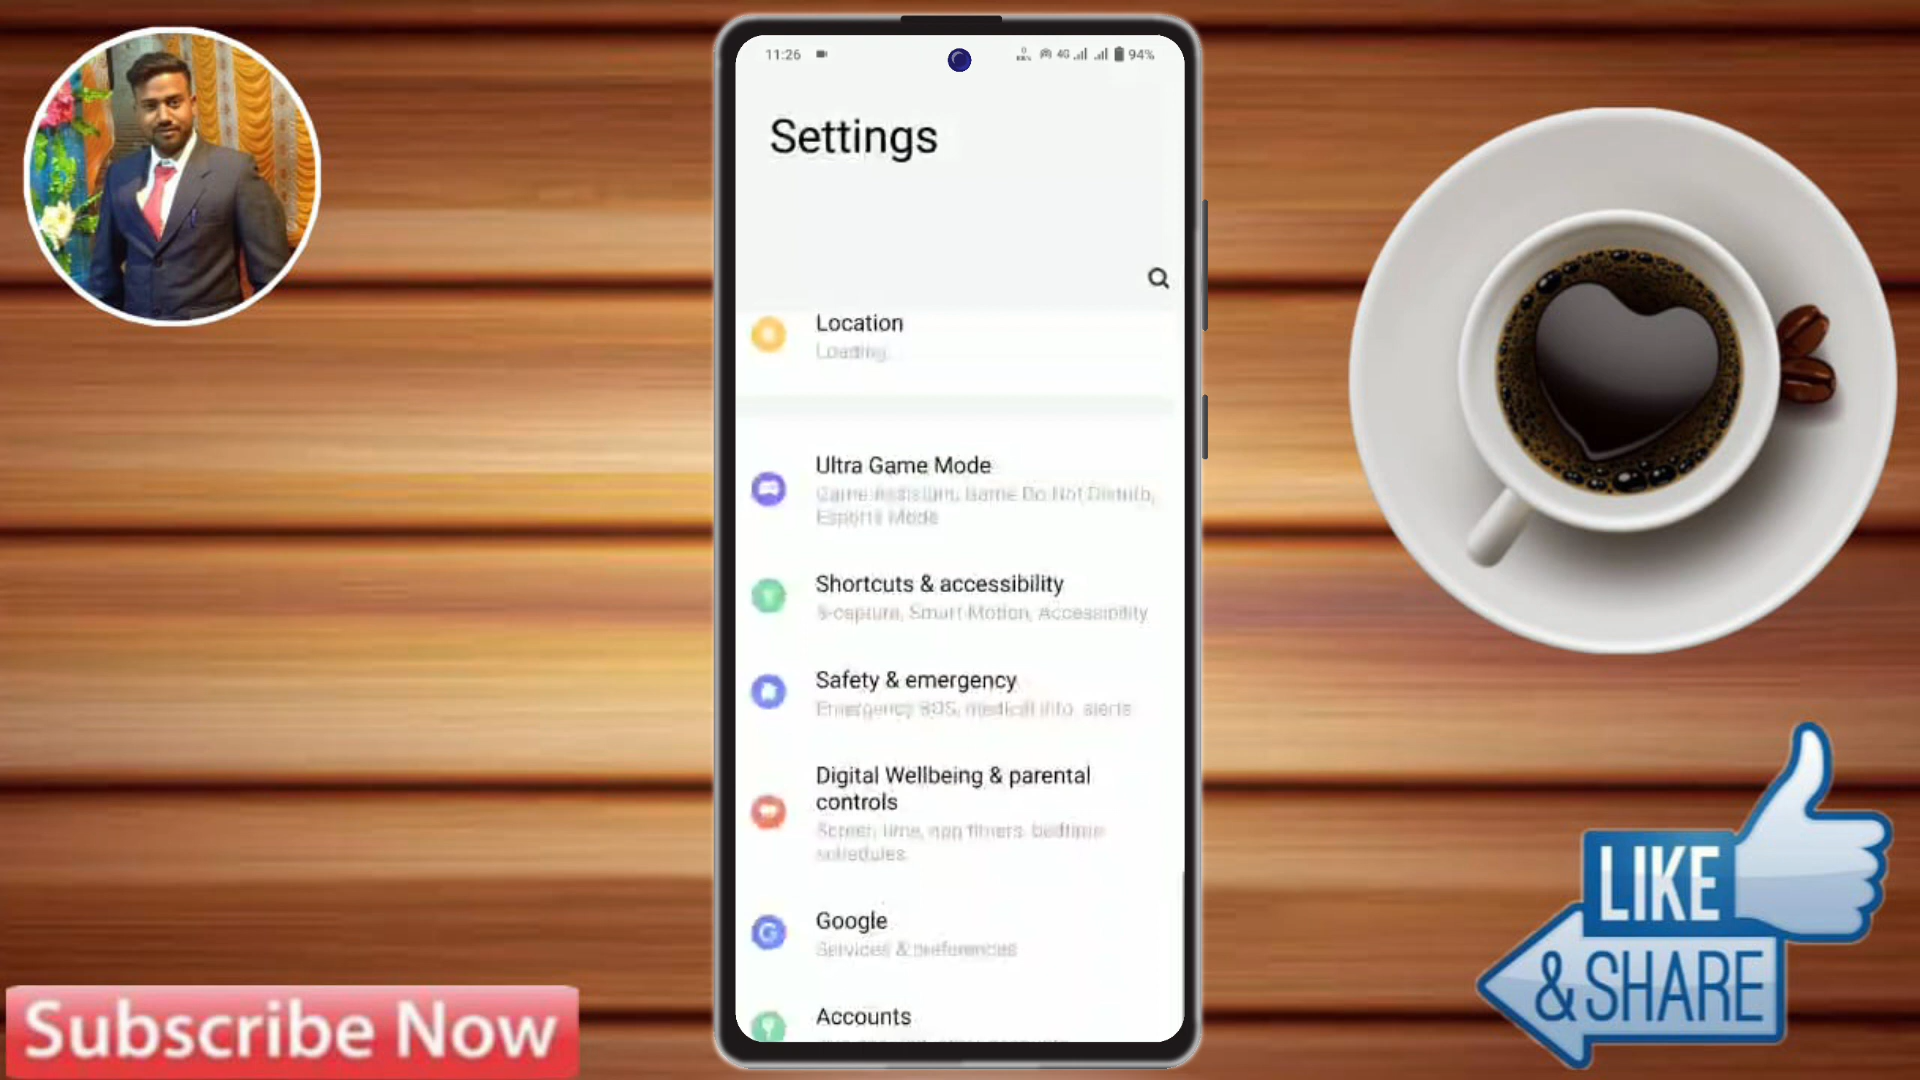 11:26
4G
94%
Settings
Location
Loading...
Ultra Game Mode
Game Assistant, Game Do Not Disturb,
Esports Mode
Shortcuts & accessibility
S-capture, Smart Motion, Accessibility
Safety & emergency
Emergency SOS, medical info, alerts
Digital Wellbeing & parental
controls
Screen time, app timers, bedtime
schedules
Google
Services & preferences
Accounts
LIKE
& SHARE
Subscribe Now